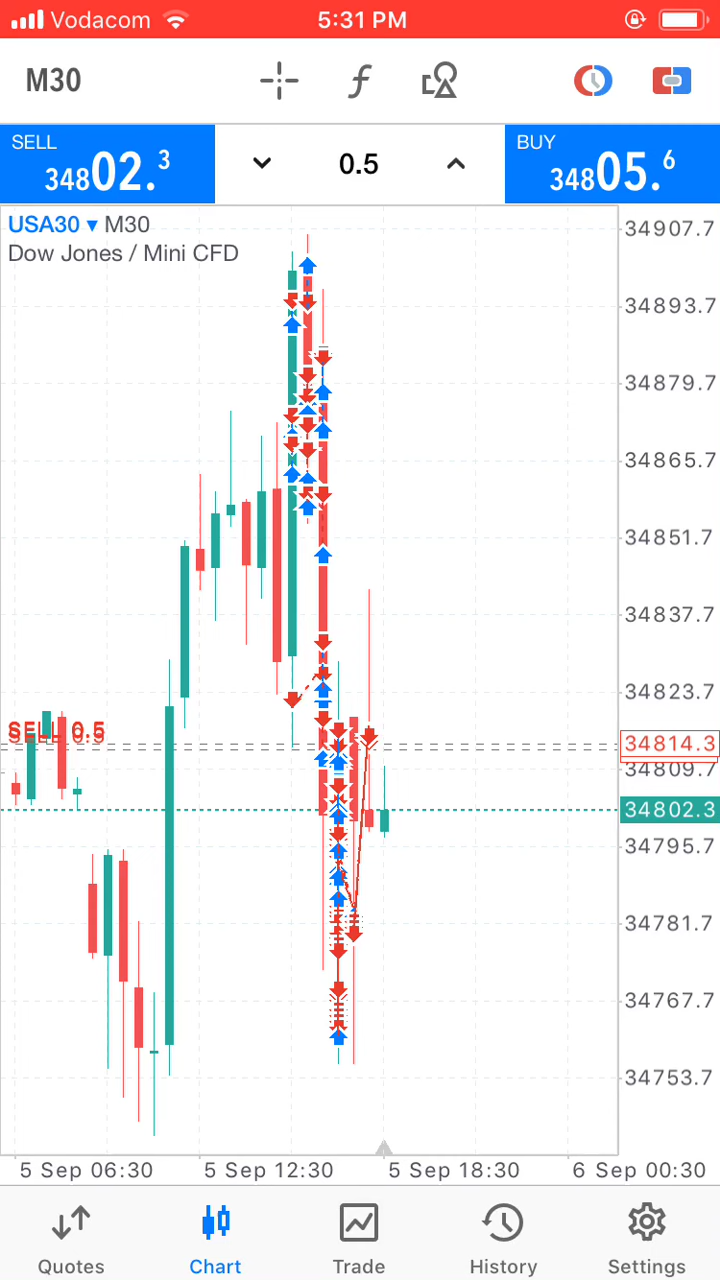 Vodacom 5:31 PM
M30
SELL 0.5 BUY
34802.3 34805.6
USA30 ▾ M30
Dow Jones / Mini CFD
34907.7
34893.7
34879.7
34865.7
34851.7
34837.7
34823.7
SELL 0.5
34814.3
34809.7
34802.3
34795.7
34781.7
34767.7
34753.7
5 Sep 06:30 5 Sep 12:30 5 Sep 18:30 6 Sep 00:30
Quotes Chart Trade History Settings